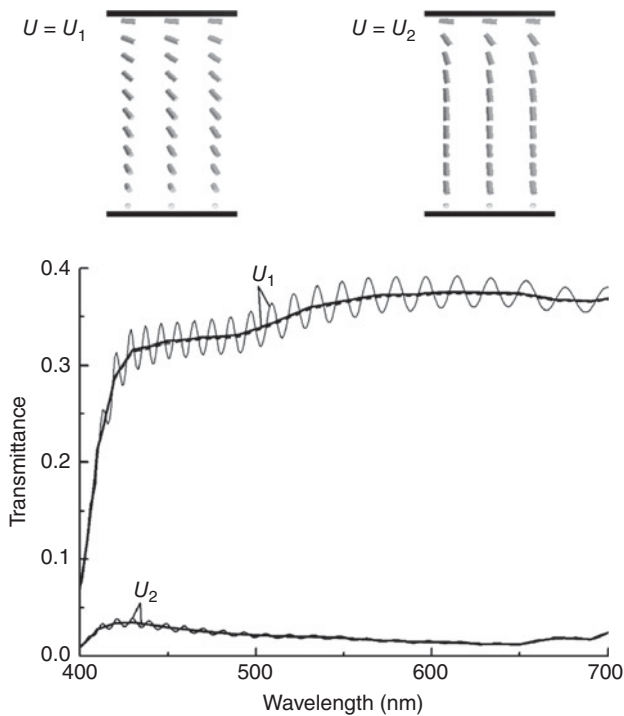 U = U₁
U = U₂
0.4
U₁
0.3
Transmittance
0.2
0.1
U₂
0.0
400
500
600
700
Wavelength (nm)